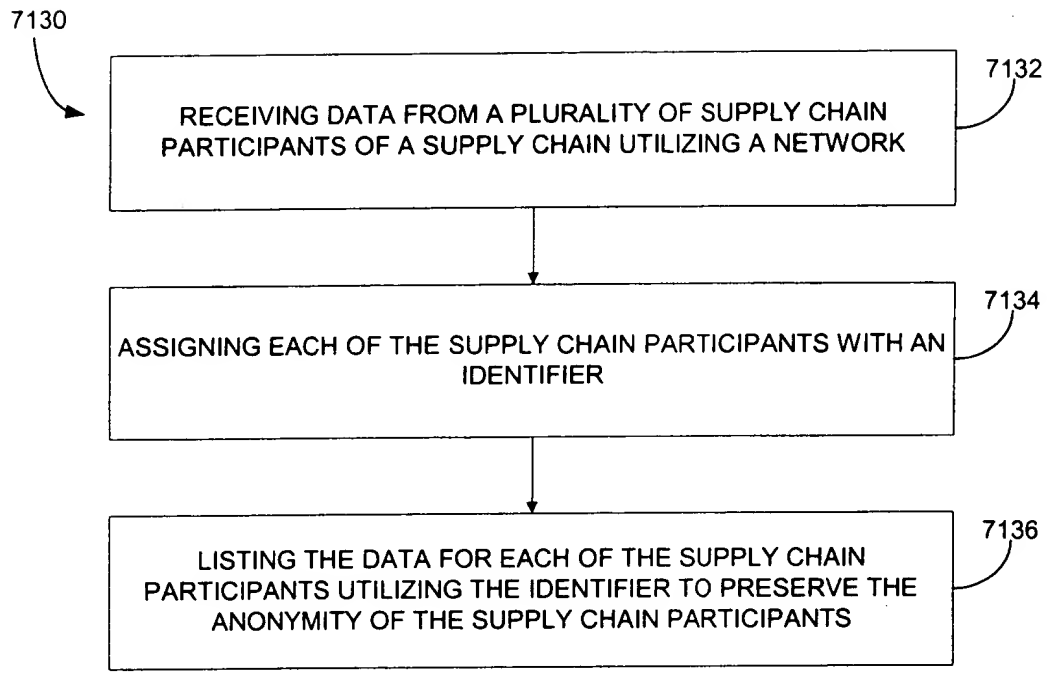 7130
7132
RECEIVING DATA FROM A PLURALITY OF SUPPLY CHAIN
PARTICIPANTS OF A SUPPLY CHAIN UTILIZING A NETWORK
7134
ASSIGNING EACH OF THE SUPPLY CHAIN PARTICIPANTS WITH AN
IDENTIFIER
7136
LISTING THE DATA FOR EACH OF THE SUPPLY CHAIN
PARTICIPANTS UTILIZING THE IDENTIFIER TO PRESERVE THE
ANONYMITY OF THE SUPPLY CHAIN PARTICIPANTS